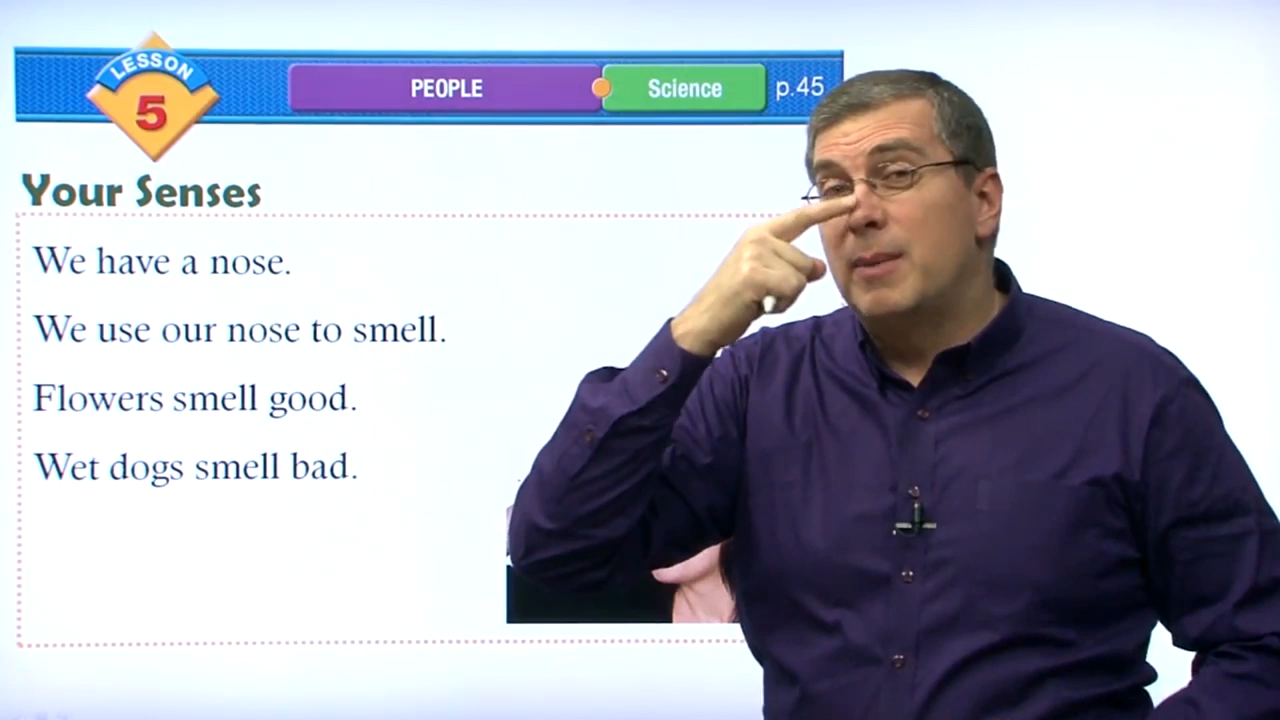 LESSON
5
PEOPLE
Science
p.45
Your Senses
We have a nose.
We use our nose to smell.
Flowers smell good.
Wet dogs smell bad.